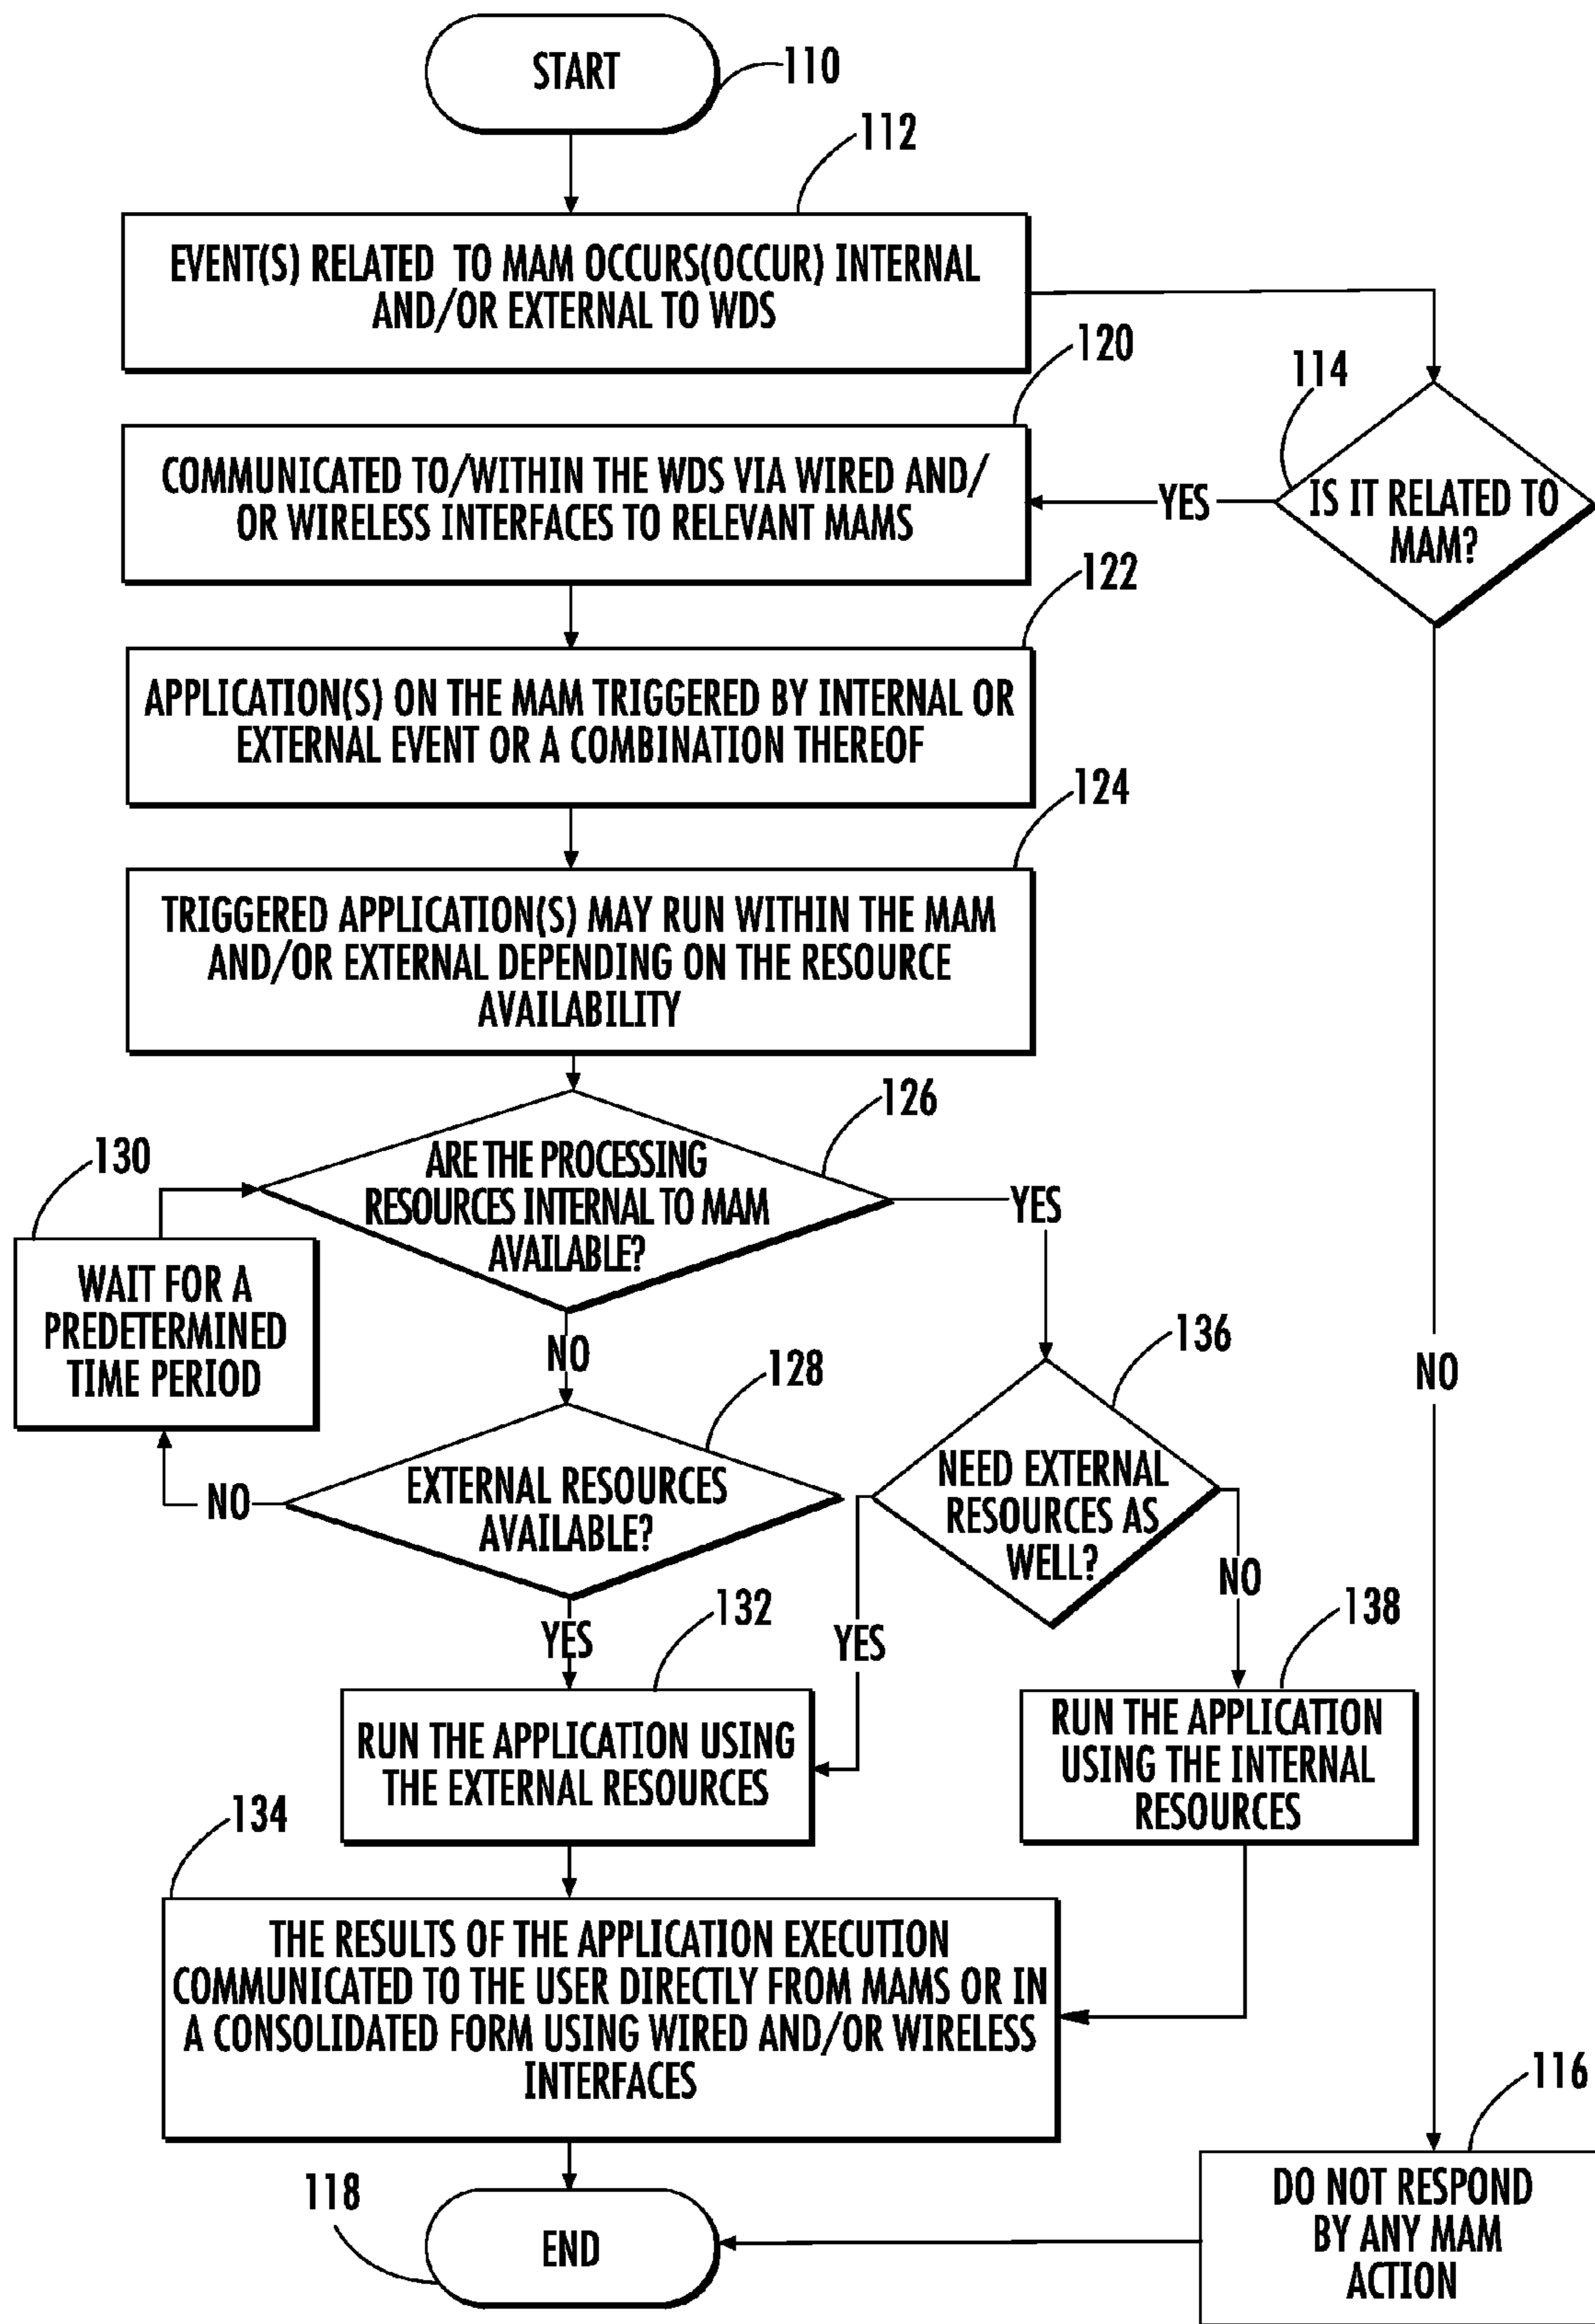 START
110
112
EVENT(S) RELATED TO MAM OCCURS(OCCUR) INTERNAL
AND/OR EXTERNAL TO WDS
120
114
COMMUNICATED TO/WITHIN THE WDS VIA WIRED AND/
OR WIRELESS INTERFACES TO RELEVANT MAMS
YES
IS IT RELATED TO
MAM?
122
APPLICATION(S) ON THE MAM TRIGGERED BY INTERNAL OR
EXTERNAL EVENT OR A COMBINATION THEREOF
124
TRIGGERED APPLICATION(S) MAY RUN WITHIN THE MAM
AND/OR EXTERNAL DEPENDING ON THE RESOURCE
AVAILABILITY
126
130
ARE THE PROCESSING
RESOURCES INTERNAL TO MAM
AVAILABLE?
YES
WAIT FOR A
PREDETERMINED
TIME PERIOD
NO
136
128
NO
NO
EXTERNAL RESOURCES
AVAILABLE?
NEED EXTERNAL
RESOURCES AS
WELL?
NO
YES
132
YES
138
RUN THE APPLICATION USING
THE EXTERNAL RESOURCES
RUN THE APPLICATION
USING THE INTERNAL
RESOURCES
134
THE RESULTS OF THE APPLICATION EXECUTION
COMMUNICATED TO THE USER DIRECTLY FROM MAMS OR IN
A CONSOLIDATED FORM USING WIRED AND/OR WIRELESS
INTERFACES
116
118
END
DO NOT RESPOND
BY ANY MAM
ACTION